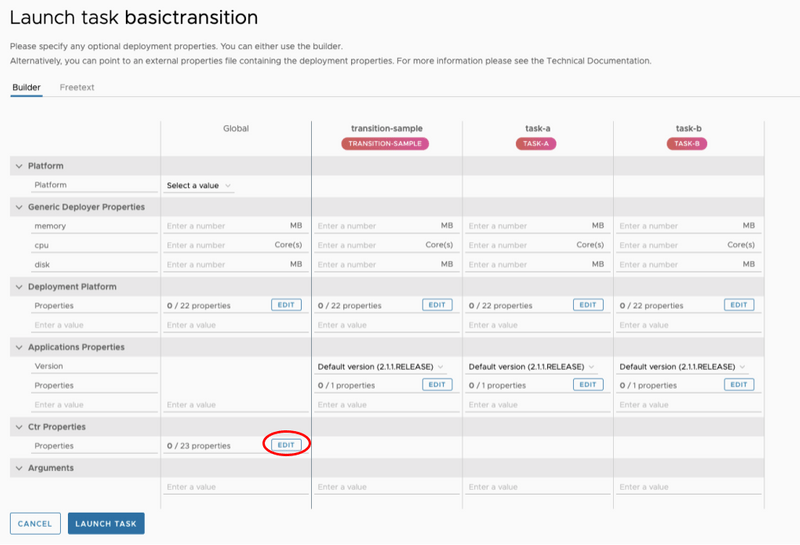 Launch task basictransition
Please specify any optional deployment properties. You can either use the builder.
Alternatively, you can point to an external properties file containing the deployment properties. For more information please see the Technical Documentation.
Builder Freetext
Global transition-sample task-a task-b
TRANSITION-SAMPLE TASK-A TASK-B
Platform
Platform Select a value
Generic Deployer Properties
memory Enter a number MB Enter a number MB Enter a number MB Enter a number MB
cpu Enter a number Core(s) Enter a number Core(s) Enter a number Core(s) Enter a number Core(s)
disk Enter a number MB Enter a number MB Enter a number MB Enter a number MB
Deployment Platform
Properties 0 / 22 properties EDIT 0 / 22 properties EDIT 0 / 22 properties EDIT 0 / 22 properties EDIT
Enter a value Enter a value Enter a value Enter a value Enter a value
Applications Properties
Version Default version (2.1.1.RELEASE) Default version (2.1.1.RELEASE) Default version (2.1.1.RELEASE)
Properties 0 / 1 properties EDIT 0 / 1 properties EDIT 0 / 1 properties EDIT
Enter a value Enter a value Enter a value Enter a value Enter a value
Ctr Properties
Properties 0 / 23 properties EDIT
Arguments
Enter a value Enter a value Enter a value Enter a value
CANCEL LAUNCH TASK